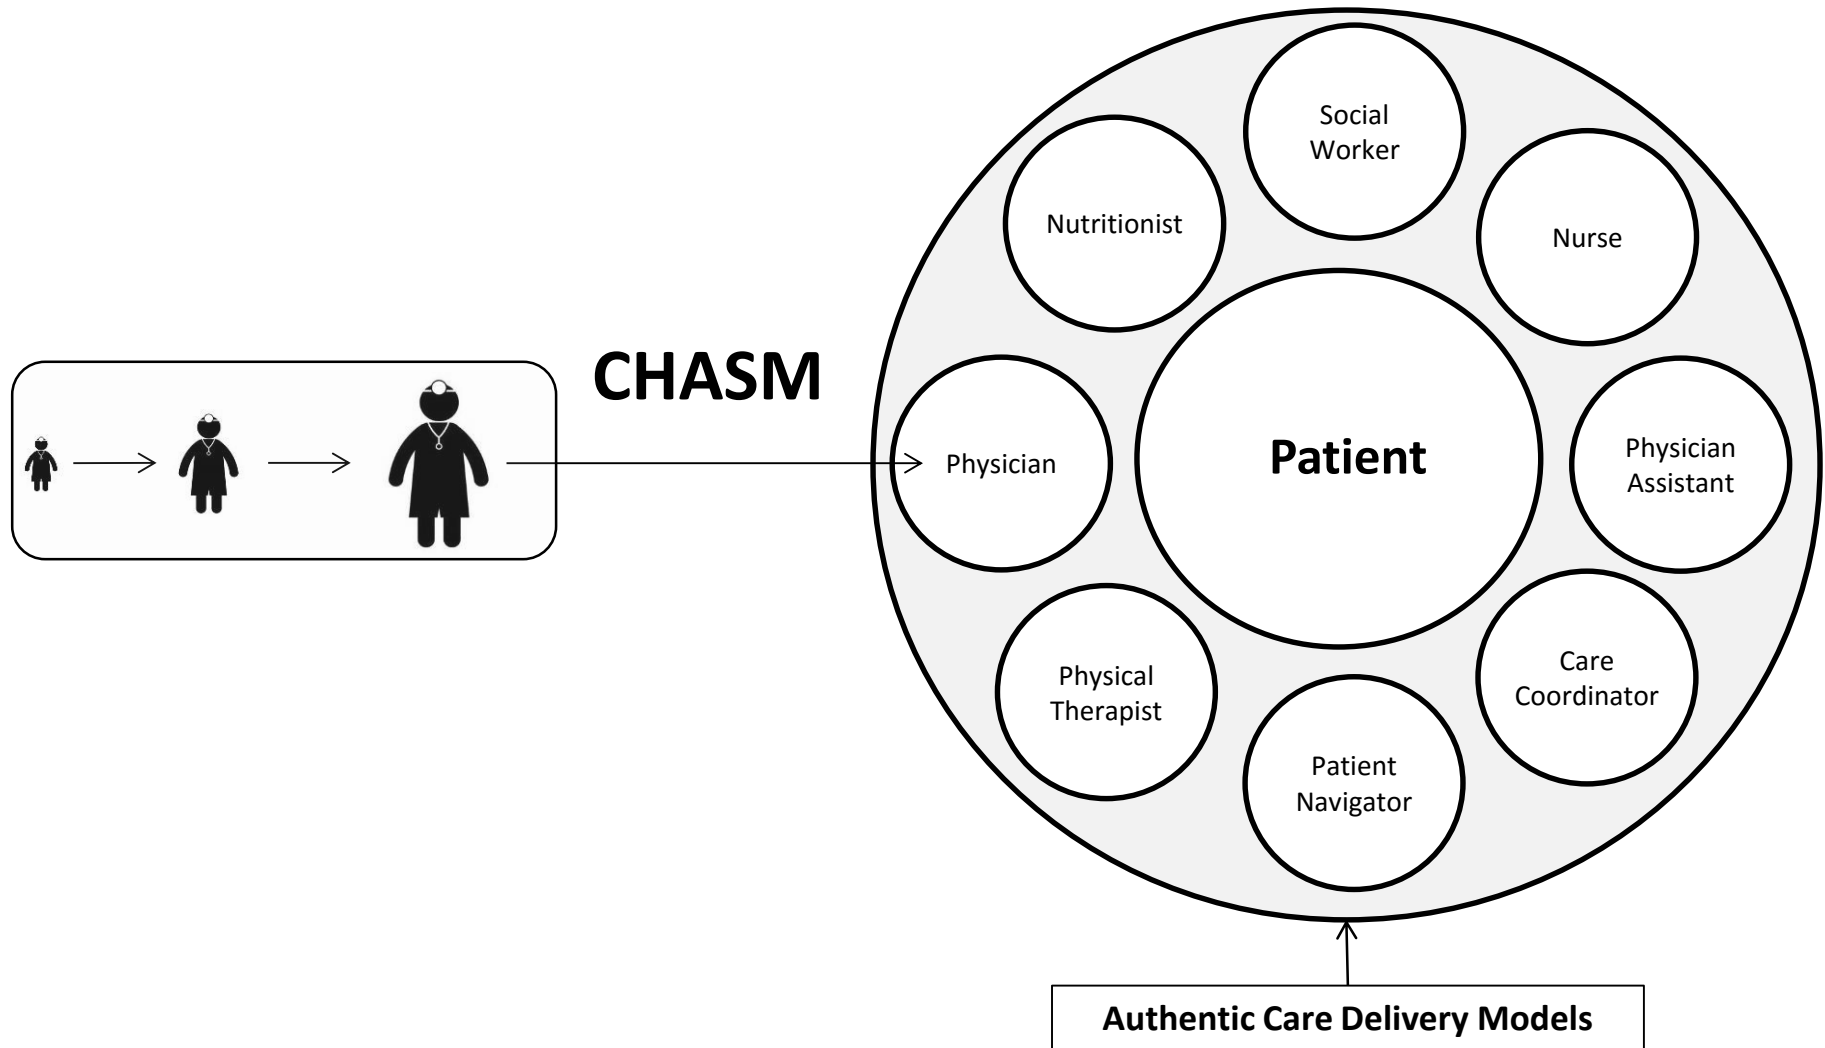 CHASM
Social
Worker
Nutritionist
Nurse
Physician
Patient
Physician
Assistant
Physical
Therapist
Care
Coordinator
Patient
Navigator
Authentic Care Delivery Models